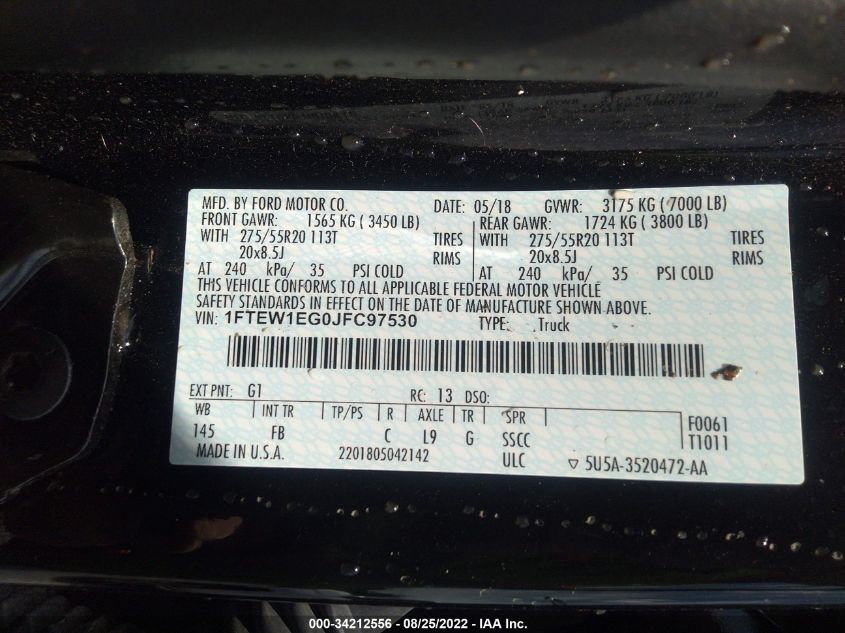 MFD. BY FORD MOTOR CO. DATE: 05/18 GVWR: 3175 KG ( 7000 LB)
FRONT GAWR: 1565 KG ( 3450 LB) REAR GAWR: 1724 KG ( 3800 LB)
WITH 275/55R20 113T TIRES WITH 275/55R20 113T TIRES
20x8.5J RIMS 20x8.5J RIMS
AT 240 kPa/ 35 PSI COLD AT 240 kPa/ 35 PSI COLD
THIS VEHICLE CONFORMS TO ALL APPLICABLE FEDERAL MOTOR VEHICLE
SAFETY STANDARDS IN EFFECT ON THE DATE OF MANUFACTURE SHOWN ABOVE.
VIN: 1FTEW1EG0JFC97530 TYPE: Truck
EXT PNT: G1 RC: 13 DSO:
WB INT TR TP/PS R AXLE TR SPR F0061
145 FB C L9 G SSCC T1011
MADE IN U.S.A. 2201805042142 ULC ▽ 5U5A-3520472-AA
000-34212556 - 08/25/2022 - IAA Inc.